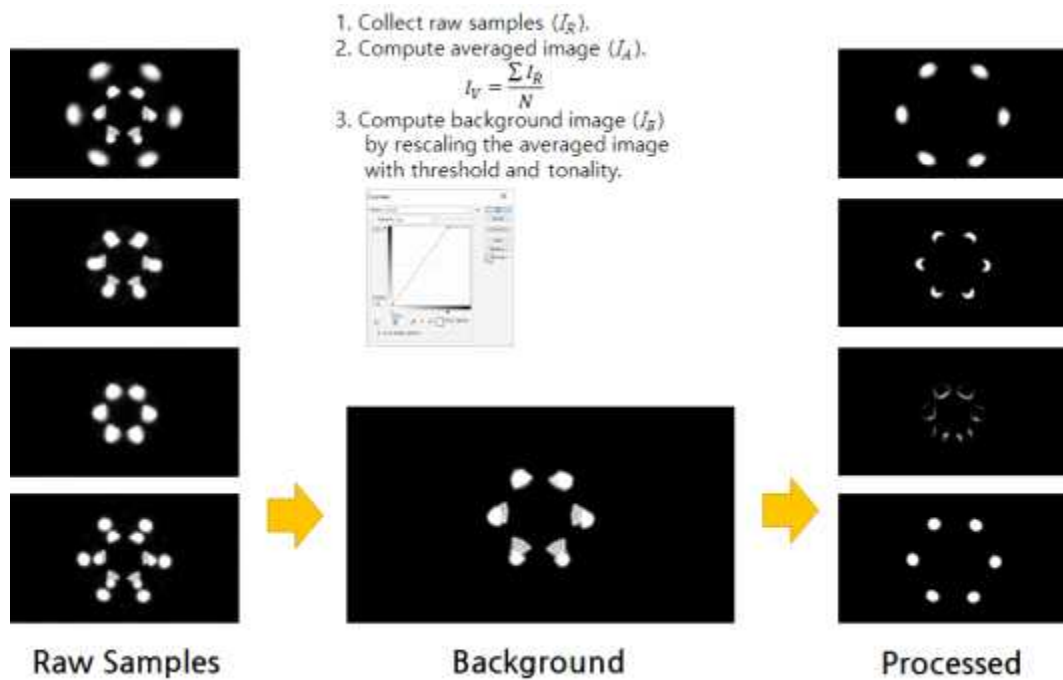 1. Collect raw samples (I_R).
2. Compute averaged image (I_A).
I_V = ∑ I_R / N
3. Compute background image (I_B)
by rescaling the averaged image
with threshold and tonality.
Raw Samples
Background
Processed